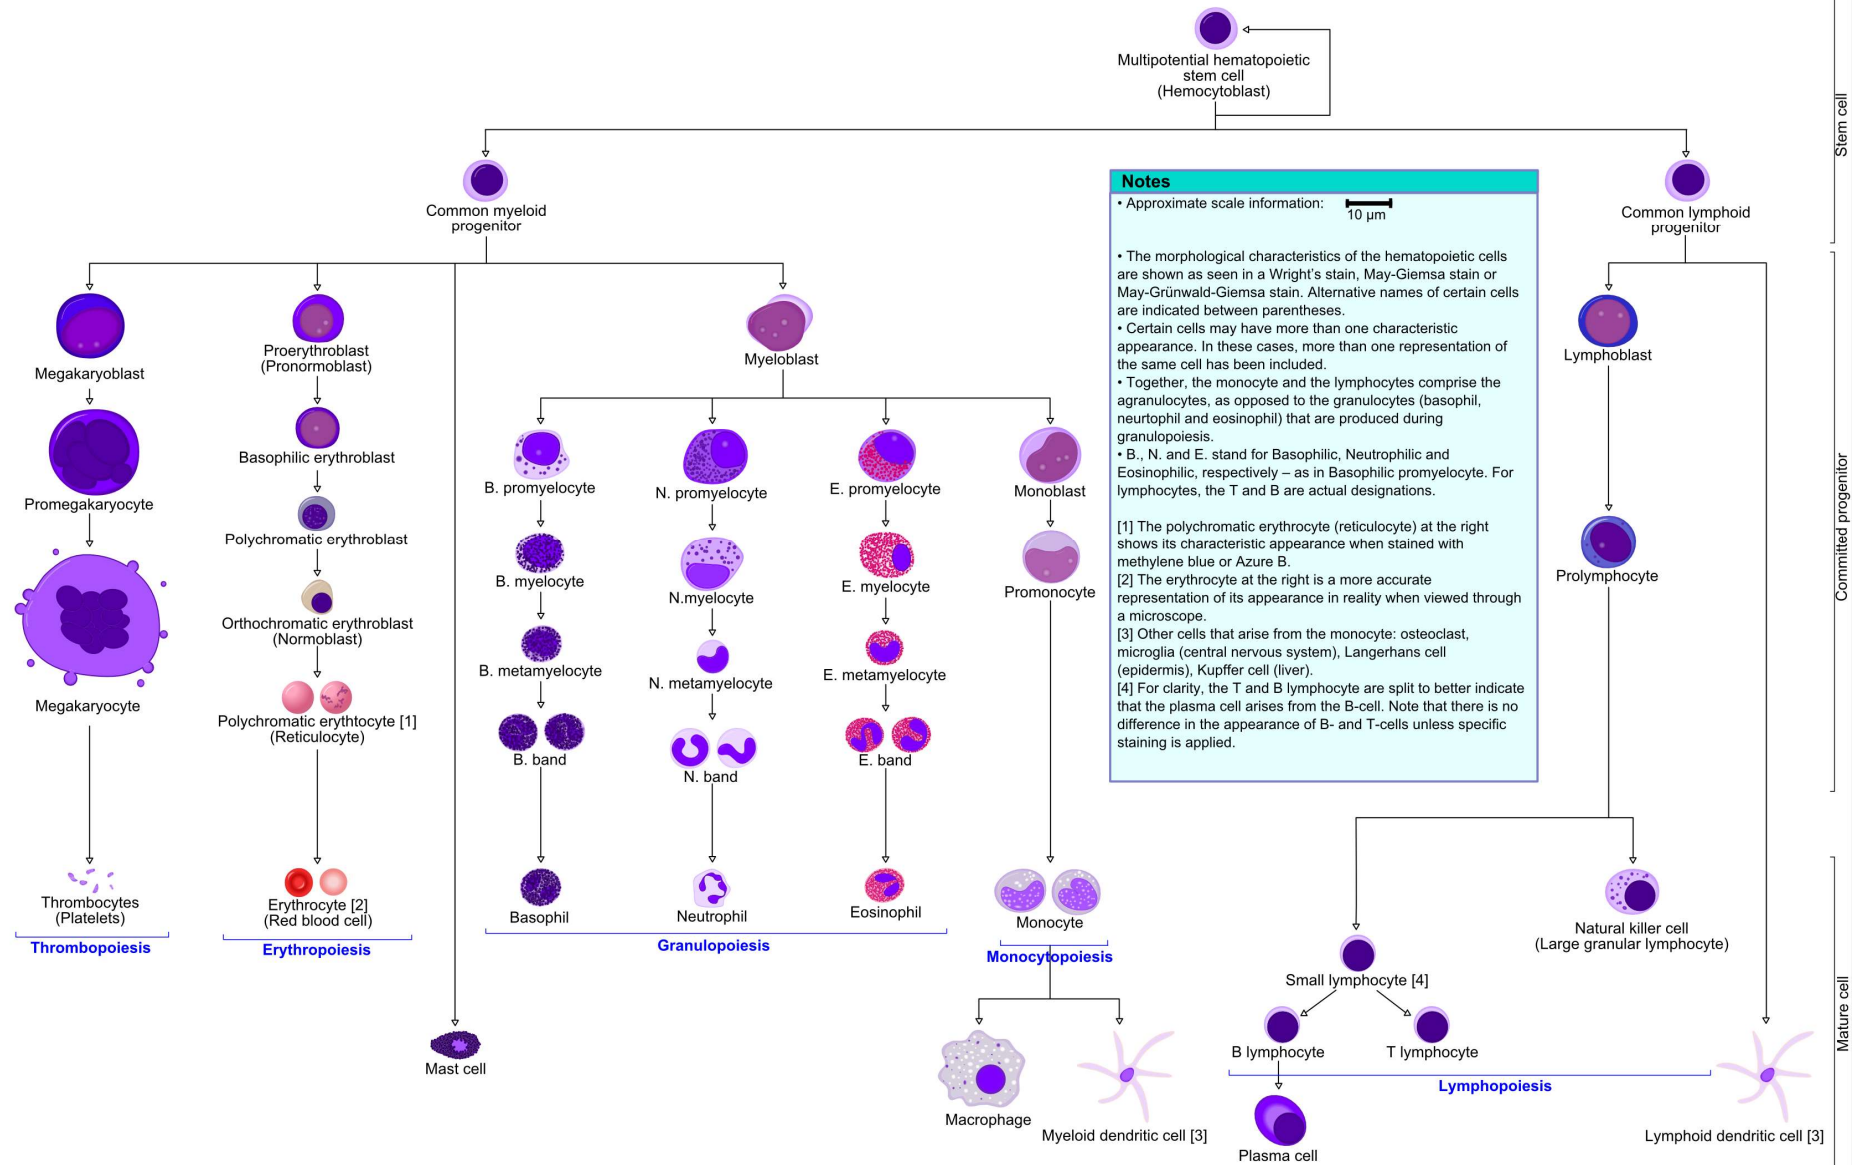 Multipotential hematopoietic
stem cell
(Hemocytoblast)
Stem cell
Common myeloid
progenitor
Common lymphoid
progenitor
Notes
• Approximate scale information:
10 µm
• The morphological characteristics of the hematopoietic cells
are shown as seen in a Wright's stain, May-Giemsa stain or
May-Grünwald-Giemsa stain. Alternative names of certain cells
are indicated between parentheses.
• Certain cells may have more than one characteristic
appearance. In these cases, more than one representation of
the same cell has been included.
• Together, the monocyte and the lymphocytes comprise the
agranulocytes, as opposed to the granulocytes (basophil,
neurtophil and eosinophil) that are produced during
granulopoiesis.
• B., N. and E. stand for Basophilic, Neutrophilic and
Eosinophilic, respectively – as in Basophilic promyelocyte. For
lymphocytes, the T and B are actual designations.
[1] The polychromatic erythrocyte (reticulocyte) at the right
shows its characteristic appearance when stained with
methylene blue or Azure B.
[2] The erythrocyte at the right is a more accurate
representation of its appearance in reality when viewed through
a microscope.
[3] Other cells that arise from the monocyte: osteoclast,
microglia (central nervous system), Langerhans cell
(epidermis), Kupffer cell (liver).
[4] For clarity, the T and B lymphocyte are split to better indicate
that the plasma cell arises from the B-cell. Note that there is no
difference in the appearance of B- and T-cells unless specific
staining is applied.
Megakaryoblast
Promegakaryocyte
Megakaryocyte
Thrombocytes
(Platelets)
Thrombopoiesis
Proerythroblast
(Pronormoblast)
Basophilic erythroblast
Polychromatic erythroblast
Orthochromatic erythroblast
(Normoblast)
Polychromatic erythtocyte [1]
(Reticulocyte)
Erythrocyte [2]
(Red blood cell)
Erythropoiesis
Mast cell
Myeloblast
B. promyelocyte
B. myelocyte
B. metamyelocyte
B. band
Basophil
N. promyelocyte
N.myelocyte
N. metamyelocyte
N. band
Neutrophil
E. promyelocyte
E. myelocyte
E. metamyelocyte
E. band
Eosinophil
Granulopoiesis
Monoblast
Promonocyte
Monocyte
Monocytopoiesis
Macrophage
Myeloid dendritic cell [3]
Lymphoblast
Prolymphocyte
Natural killer cell
(Large granular lymphocyte)
Small lymphocyte [4]
B lymphocyte
T lymphocyte
Lymphopoiesis
Plasma cell
Lymphoid dendritic cell [3]
Committed progenitor
Mature cell